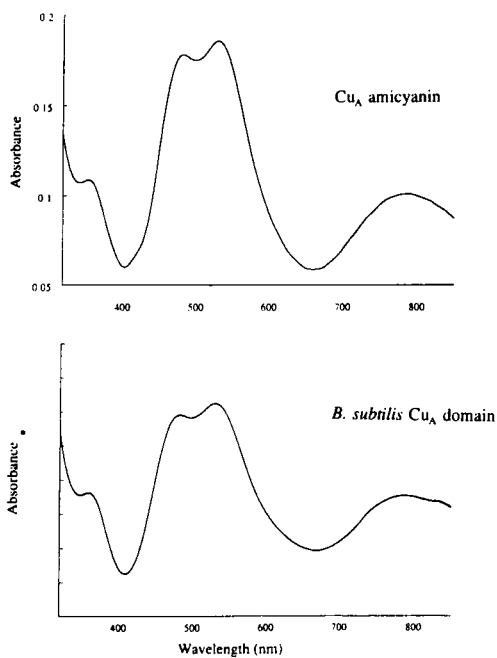 0 2
0 15
0 1
0 05
Absorbance
Cu_A amicyanin
400 500 600 700 800
Absorbance
B. subtilis Cu_A domain
400 500 600 700 800
Wavelength (nm)